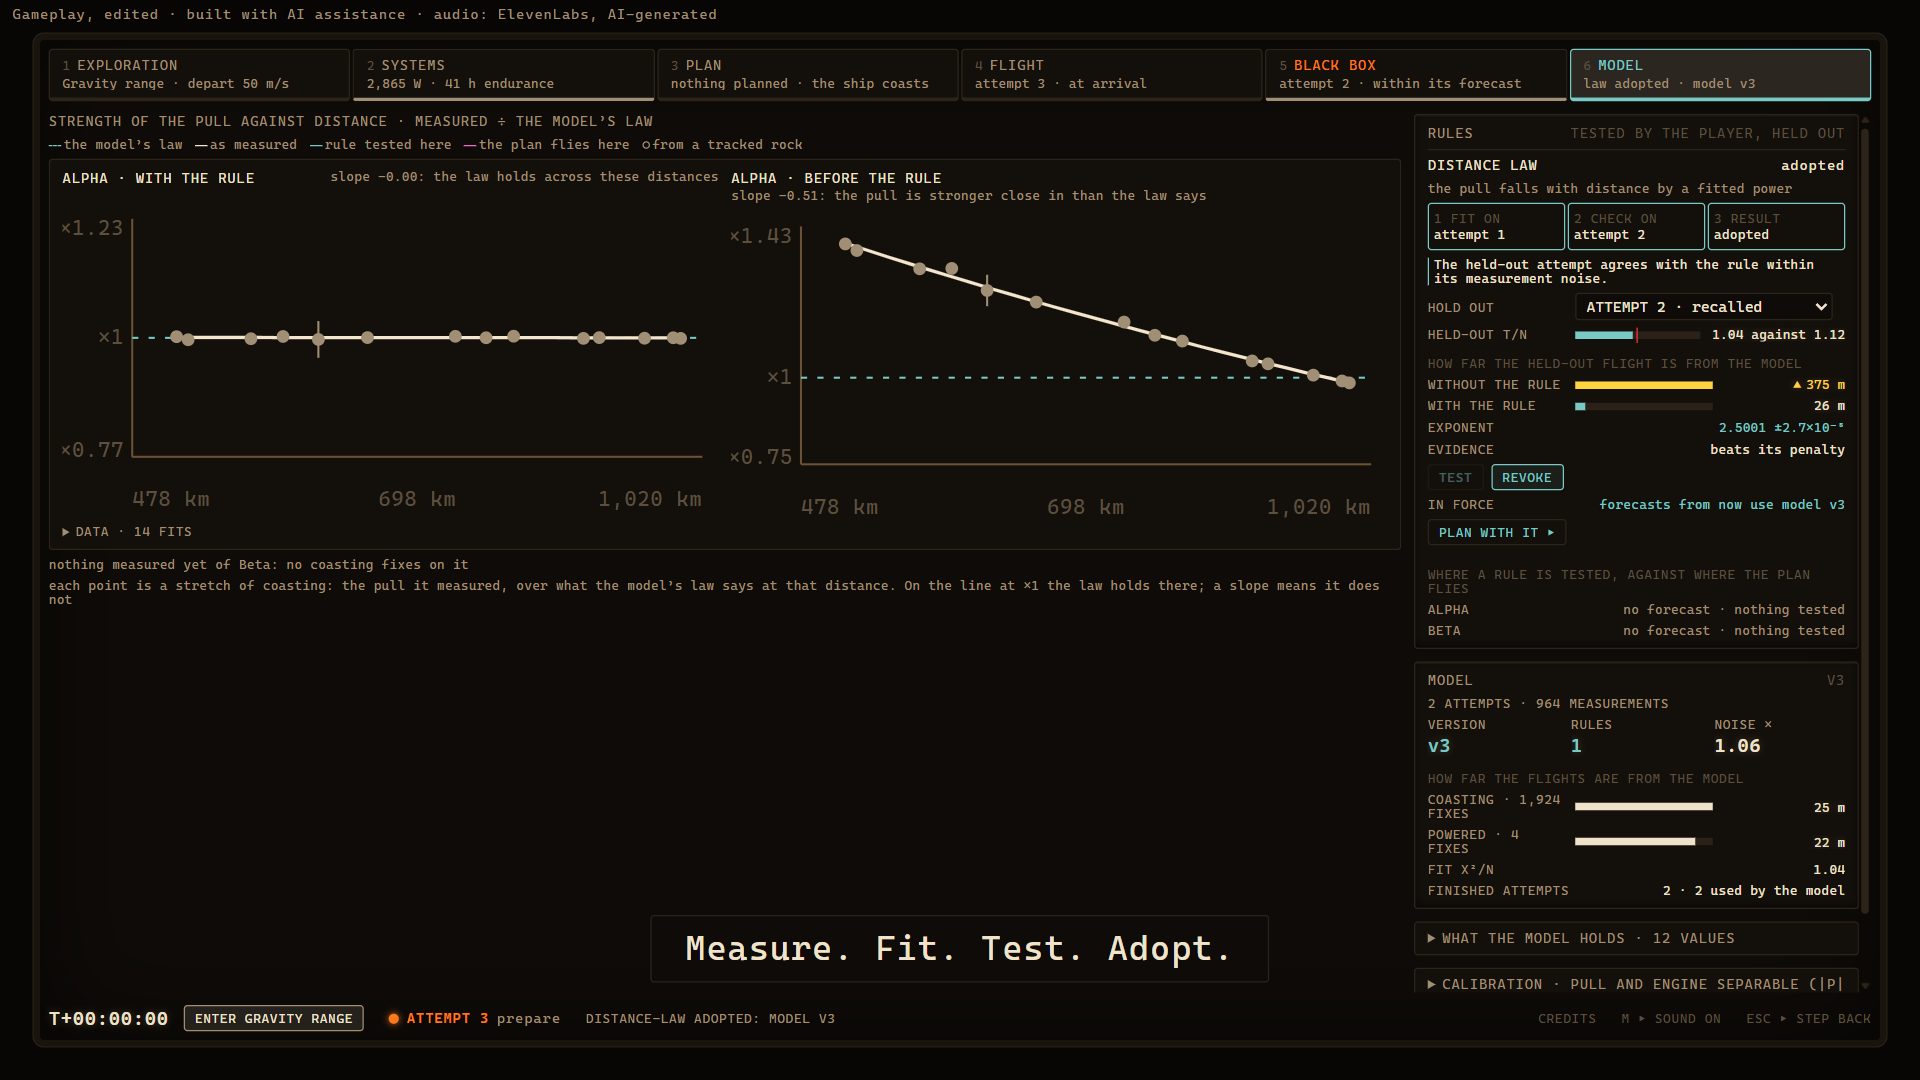 Gameplay, edited · built with AI assistance · audio: ElevenLabs, AI-generated
1 EXPLORATION
Gravity range · depart 50 m/s
2 SYSTEMS
2,865 W · 41 h endurance
3 PLAN
nothing planned · the ship coasts
4 FLIGHT
attempt 3 · at arrival
5 BLACK BOX
attempt 2 · within its forecast
6 MODEL
law adopted · model v3
STRENGTH OF THE PULL AGAINST DISTANCE · MEASURED ÷ THE MODEL'S LAW
the model's law as measured rule tested here the plan flies here from a tracked rock
ALPHA · WITH THE RULE
slope -0.00: the law holds across these distances
×1.23
×1
×0.77
478 km 698 km 1,020 km
▶ DATA · 14 FITS
ALPHA · BEFORE THE RULE
slope -0.51: the pull is stronger close in than the law says
×1.43
×1
×0.75
478 km 698 km 1,020 km
nothing measured yet of Beta: no coasting fixes on it
each point is a stretch of coasting: the pull it measured, over what the model's law says at that distance. On the line at ×1 the law holds there; a slope means it does
not
RULES TESTED BY THE PLAYER, HELD OUT
DISTANCE LAW adopted
the pull falls with distance by a fitted power
1 FIT ON
attempt 1
2 CHECK ON
attempt 2
3 RESULT
adopted
The held-out attempt agrees with the rule within
its measurement noise.
HOLD OUT ATTEMPT 2 · recalled
HELD-OUT T/N 1.04 against 1.12
HOW FAR THE HELD-OUT FLIGHT IS FROM THE MODEL
WITHOUT THE RULE ▲ 375 m
WITH THE RULE 26 m
EXPONENT 2.5001 ±2.7×10⁻⁵
EVIDENCE beats its penalty
TEST REVOKE
IN FORCE forecasts from now use model v3
PLAN WITH IT ▸
WHERE A RULE IS TESTED, AGAINST WHERE THE PLAN
FLIES
ALPHA no forecast · nothing tested
BETA no forecast · nothing tested
MODEL V3
2 ATTEMPTS · 964 MEASUREMENTS
VERSION RULES NOISE ×
v3 1 1.06
HOW FAR THE FLIGHTS ARE FROM THE MODEL
COASTING · 1,924
FIXES 25 m
POWERED · 4
FIXES 22 m
FIT X²/N 1.04
FINISHED ATTEMPTS 2 · 2 used by the model
▶ WHAT THE MODEL HOLDS · 12 VALUES
▶ CALIBRATION · PULL AND ENGINE SEPARABLE (|P|
Measure. Fit. Test. Adopt.
T+00:00:00 ENTER GRAVITY RANGE ATTEMPT 3 prepare DISTANCE-LAW ADOPTED: MODEL V3 CREDITS M ▸ SOUND ON ESC ▸ STEP BACK